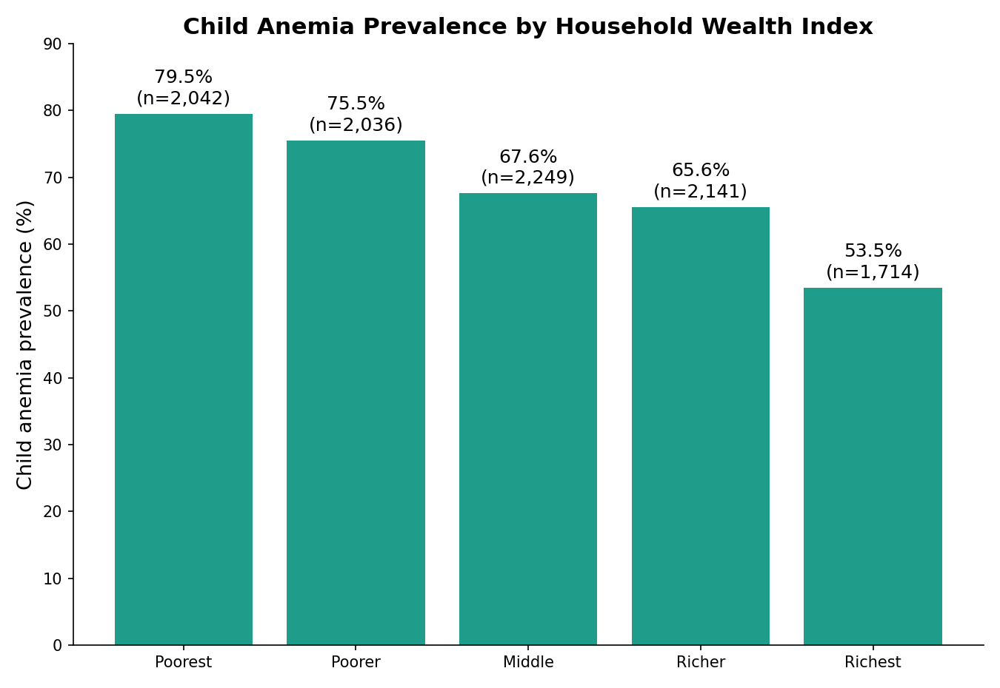 Child Anemia Prevalence by Household Wealth Index
Child anemia prevalence (%)
90
80
70
60
50
40
30
20
10
0
79.5%
(n=2,042)
75.5%
(n=2,036)
67.6%
(n=2,249)
65.6%
(n=2,141)
53.5%
(n=1,714)
Poorest
Poorer
Middle
Richer
Richest